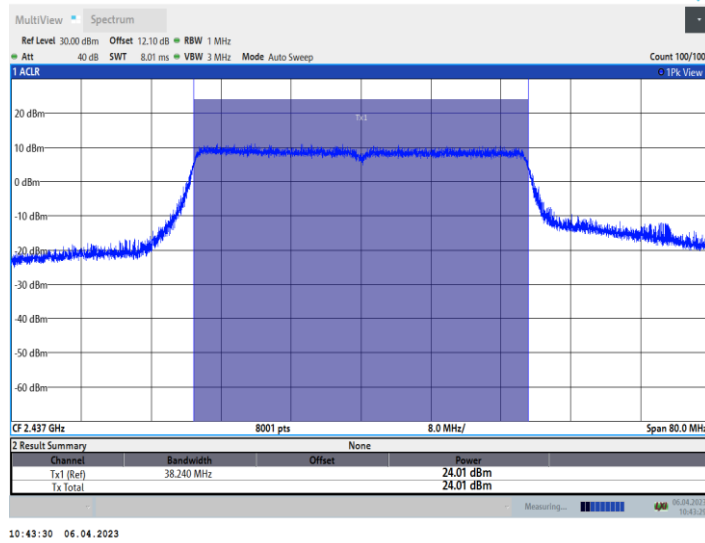 MultiView Spectrum
Ref Level 30.00 dBm Offset 12.10 dB RBW 1 MHz
Att 40 dB SWT 8.01 ms VBW 3 MHz Mode Auto Sweep Count 100/100
1 ACLR 1Pk View
Tx1
20 dBm
10 dBm
0 dBm
-10 dBm
-20 dBm
-30 dBm
-40 dBm
-50 dBm
-60 dBm
CF 2.437 GHz 8001 pts 8.0 MHz/ Span 80.0 MHz
2 Result Summary None
Channel Bandwidth Offset Power
Tx1 (Ref) 38.240 MHz 24.01 dBm
Tx Total 24.01 dBm
Measuring... 06.04.2023
10:43:29
10:43:30 06.04.2023